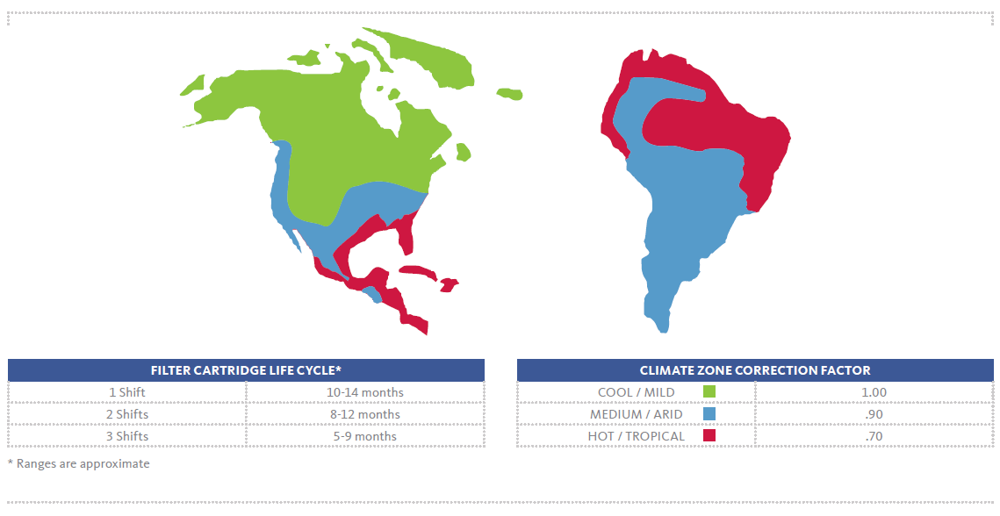 FILTER CARTRIDGE LIFE CYCLE*
1 Shift 10-14 months
2 Shifts 8-12 months
3 Shifts 5-9 months
* Ranges are approximate
CLIMATE ZONE CORRECTION FACTOR
COOL / MILD 1.00
MEDIUM / ARID .90
HOT / TROPICAL .70